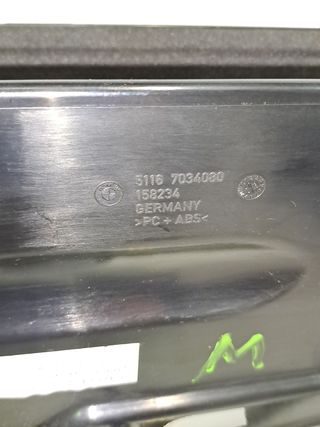 5116 7034080
158234
GERMANY
>PC + ABS<
M